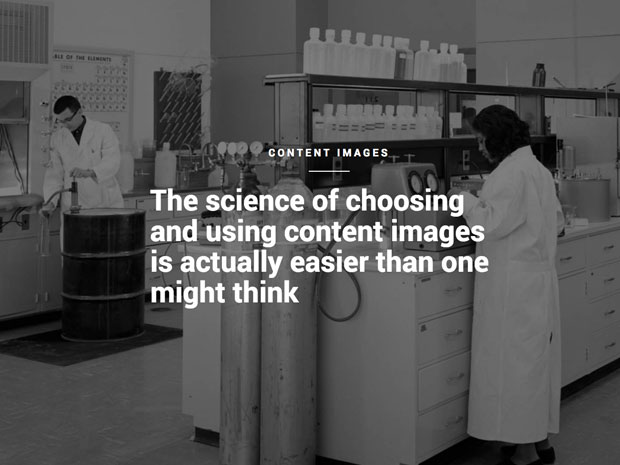 BLE OF THE ELEMENTS
CONTENT IMAGES
The science of choosing
and using content images
is actually easier than one
might think